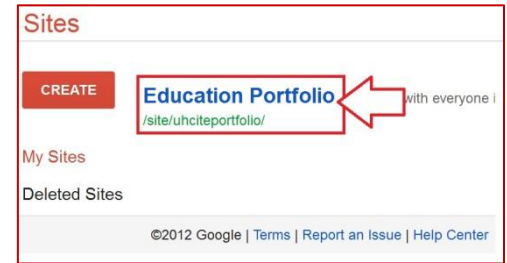 Sites
CREATE
Education Portfolio with everyone i
/site/uhciteportfolio/
My Sites
Deleted Sites
©2012 Google | Terms | Report an Issue | Help Center